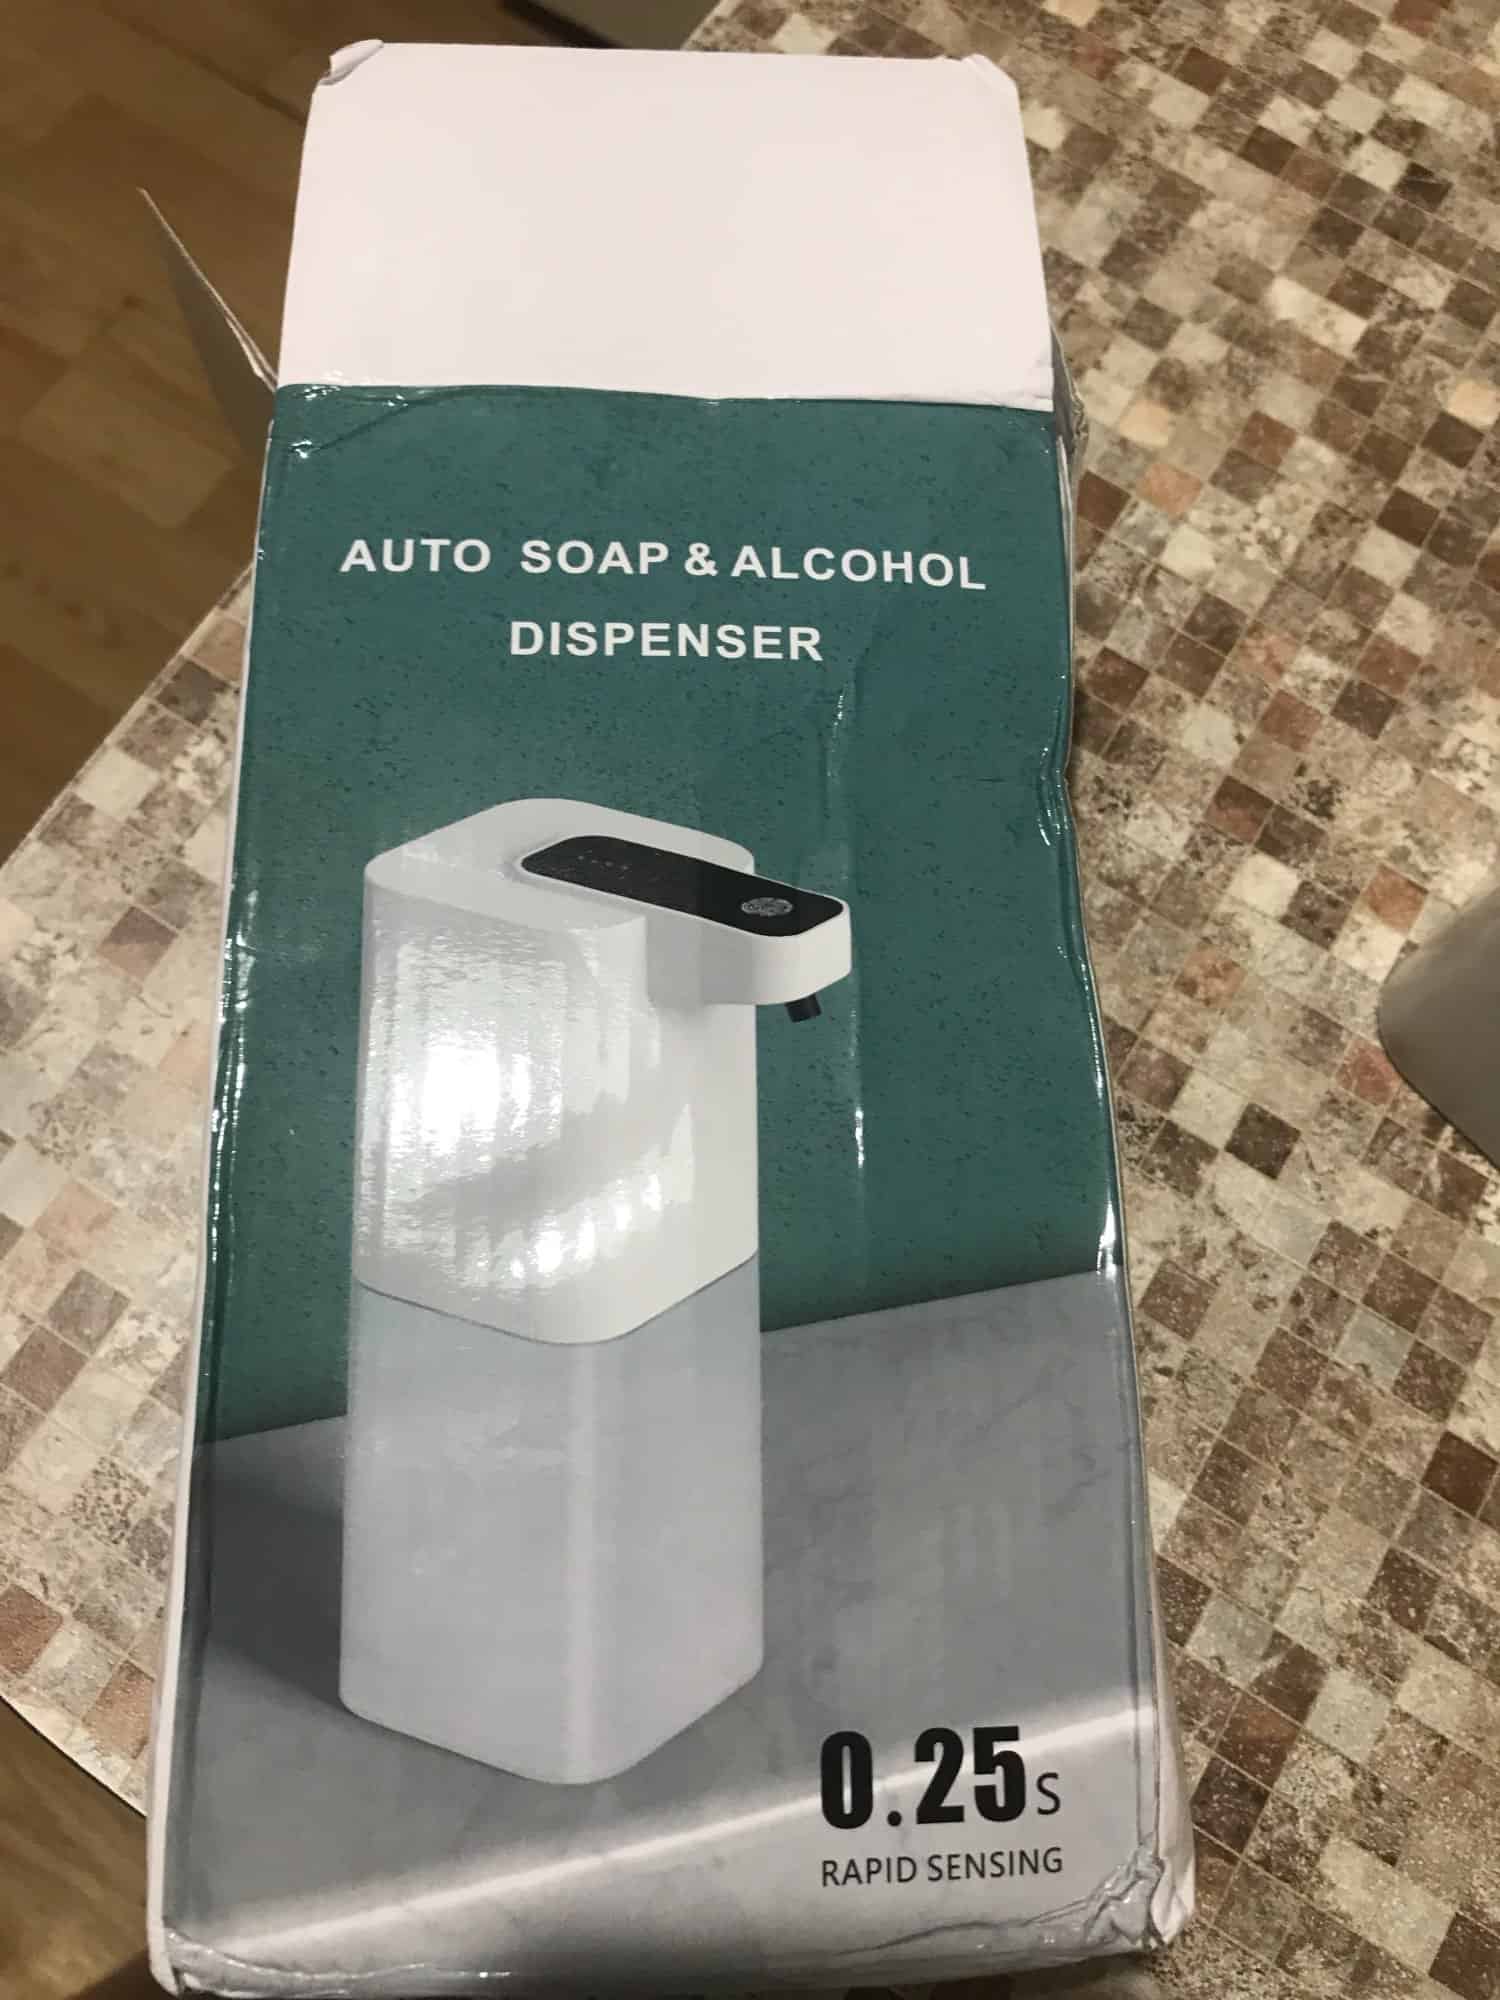 AUTO SOAP & ALCOHOL
DISPENSER
0.25s
RAPID SENSING